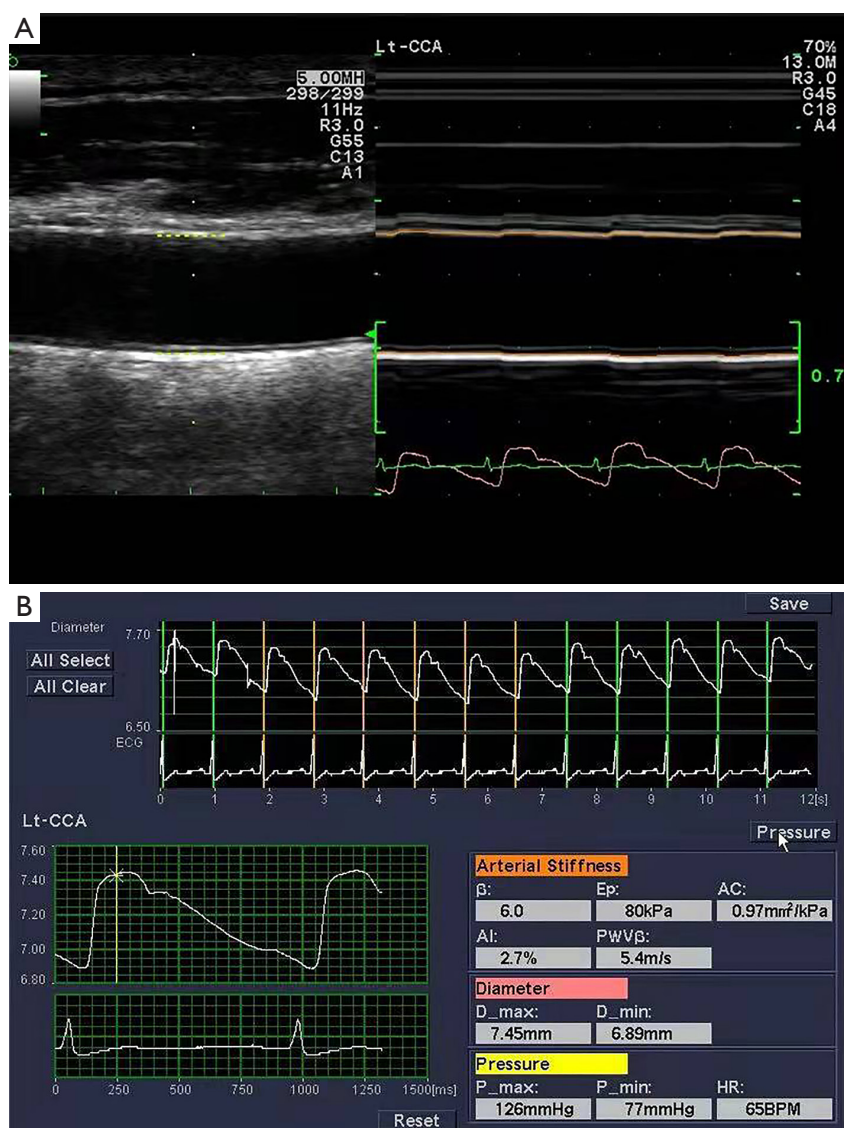 A
Lt-CCA
5.00MH
298/299
11Hz
R3.0
G55
C13
A1
70%
13.0M
R3.0
G45
C18
A4
0.7
B
Save
Diameter
7.70
All Select
All Clear
6.50
ECG
0 1 2 3 4 5 6 7 8 9 10 11 12[s]
Lt-CCA
Pressure
7.60
7.40
7.20
7.00
6.80
0 250 500 750 1000 1250 1500[ms]
Reset
Arterial Stiffness
β: Ep: AC:
6.0 80kPa 0.97mm²/kPa
AI: PWVβ:
2.7% 5.4m/s
Diameter
D_max: D_min:
7.45mm 6.89mm
Pressure
P_max: P_min: HR:
126mmHg 77mmHg 65BPM